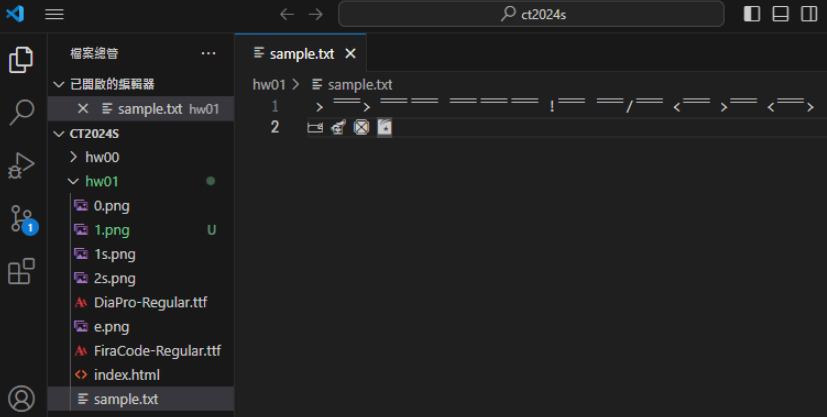 ct2024s
檔案總管 ···
sample.txt
已開啟的編輯器
sample.txt hw01
hw01 > sample.txt
1
2
CT2024S
hw00
hw01
0.png
1.png U
1s.png
2s.png
DiaPro-Regular.ttf
e.png
FiraCode-Regular.ttf
index.html
sample.txt
1